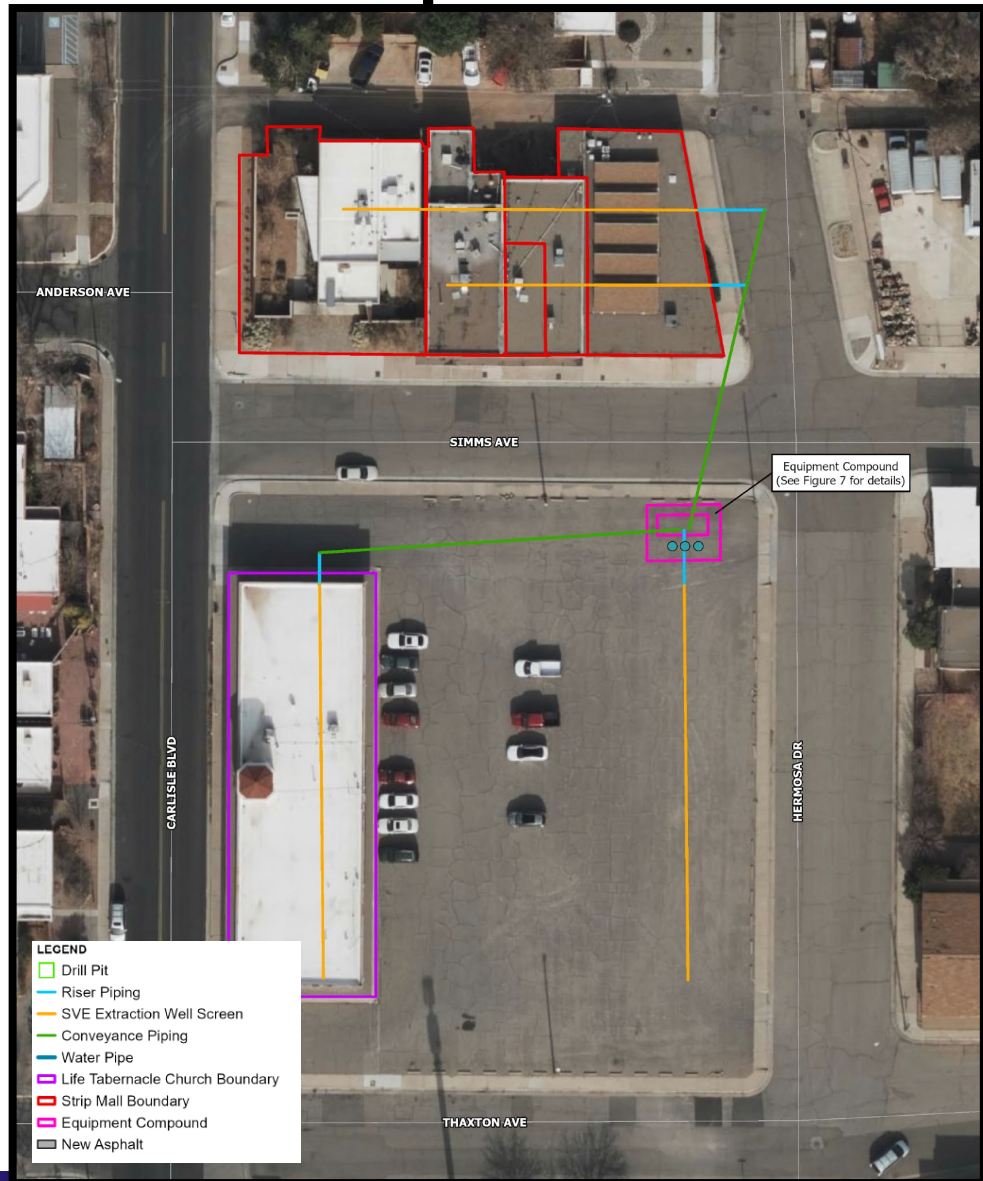 ANDERSON AVE
SIMMS AVE
Equipment Compound
(See Figure 7 for details)
CARLISLE BLVD
HERMOSA DR
LEGEND
Drill Pit
Riser Piping
SVE Extraction Well Screen
Conveyance Piping
Water Pipe
Life Tabernacle Church Boundary
Strip Mall Boundary
Equipment Compound
New Asphalt
THAXTON AVE